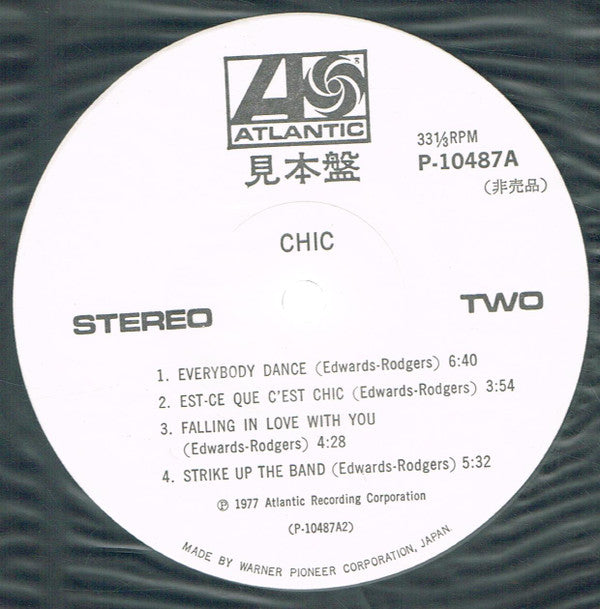 ATLANTIC
見本盤
33⅓RPM
P-10487A
(非売品)
CHIC
STEREO
TWO
1. EVERYBODY DANCE (Edwards-Rodgers) 6:40
2. EST-CE QUE C'EST CHIC (Edwards-Rodgers) 3:54
3. FALLING IN LOVE WITH YOU
(Edwards-Rodgers) 4:28
4. STRIKE UP THE BAND (Edwards-Rodgers) 5:32
℗ 1977 Atlantic Recording Corporation
(P-10487A2)
MADE BY WARNER PIONEER CORPORATION, JAPAN.